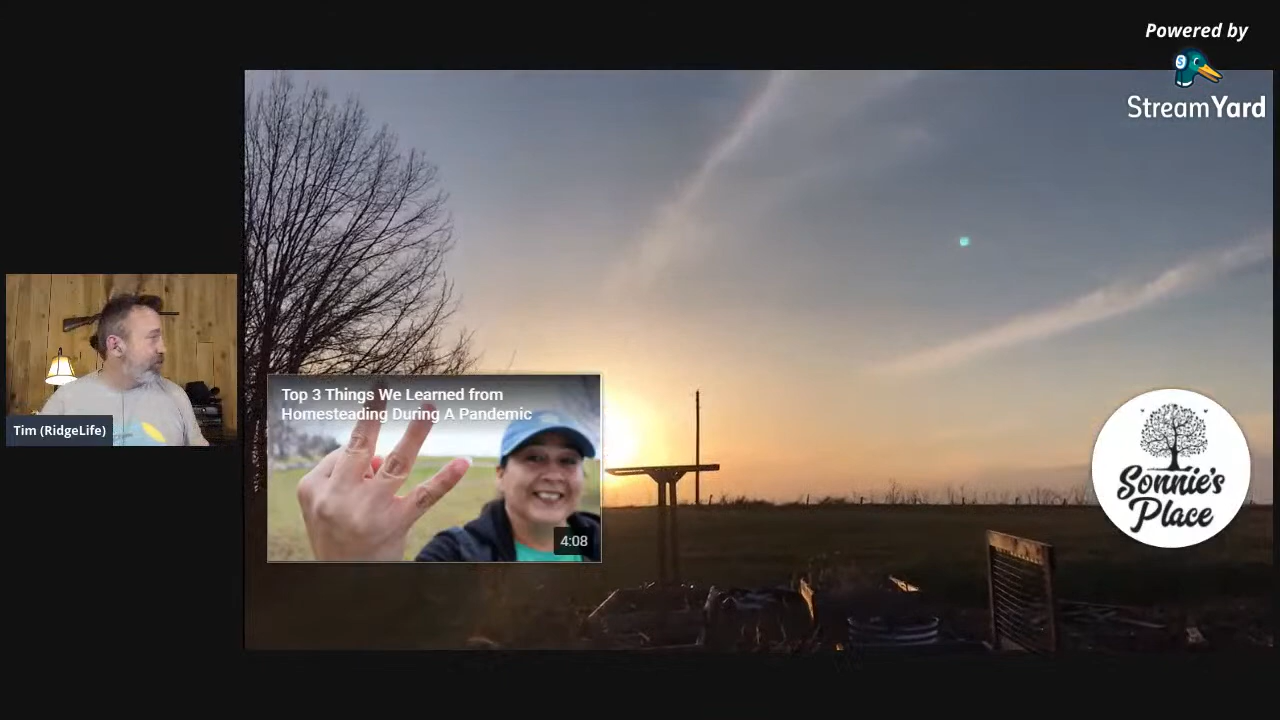 Powered by
StreamYard
Top 3 Things We Learned from
Homesteading During A Pandemic
4:08
Tim (RidgeLife)
Sonnie's
Place